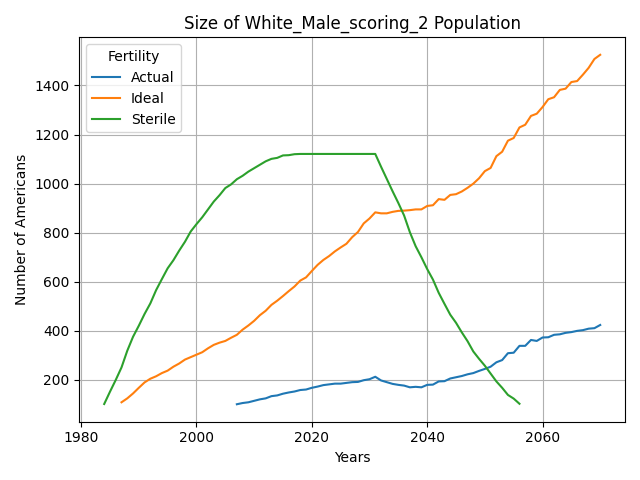 Size of White_Male_scoring_2 Population
Fertility
Actual
Ideal
Sterile
Number of Americans
1400
1200
1000
800
600
400
200
1980
2000
2020
2040
2060
Years